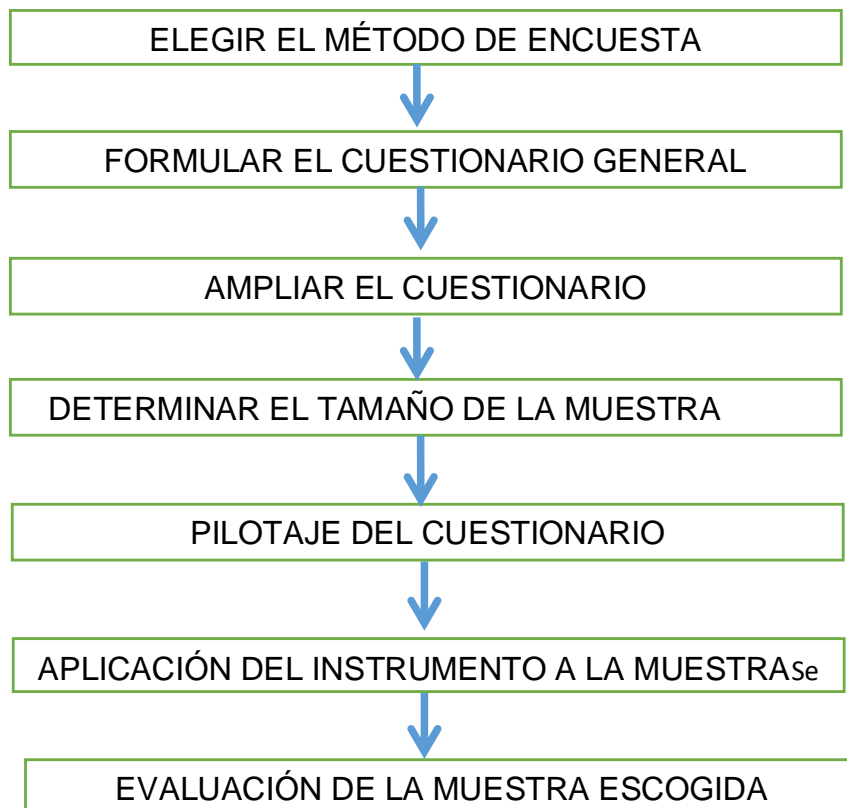 ELEGIR EL MÉTODO DE ENCUESTA
FORMULAR EL CUESTIONARIO GENERAL
AMPLIAR EL CUESTIONARIO
DETERMINAR EL TAMAÑO DE LA MUESTRA
PILOTAJE DEL CUESTIONARIO
APLICACIÓN DEL INSTRUMENTO A LA MUESTRASe
EVALUACIÓN DE LA MUESTRA ESCOGIDA